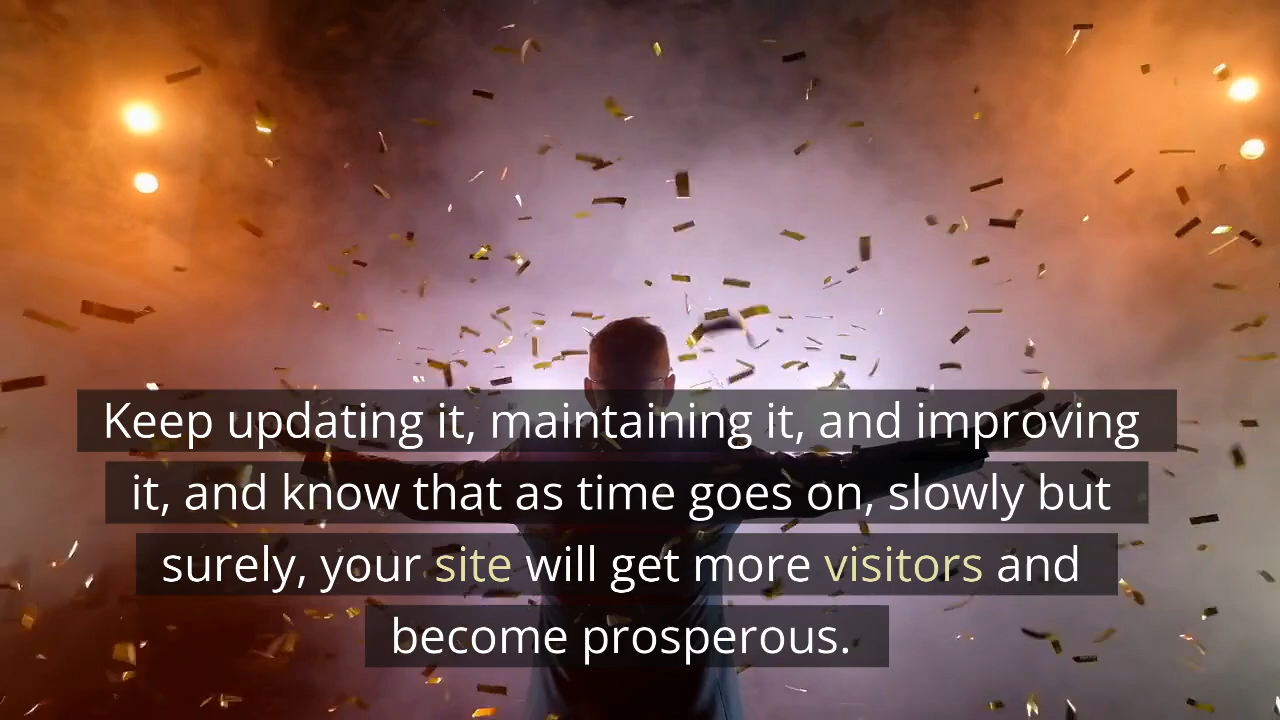 Keep updating it, maintaining it, and improving
it, and know that as time goes on, slowly but
surely, your site will get more visitors and
become prosperous.